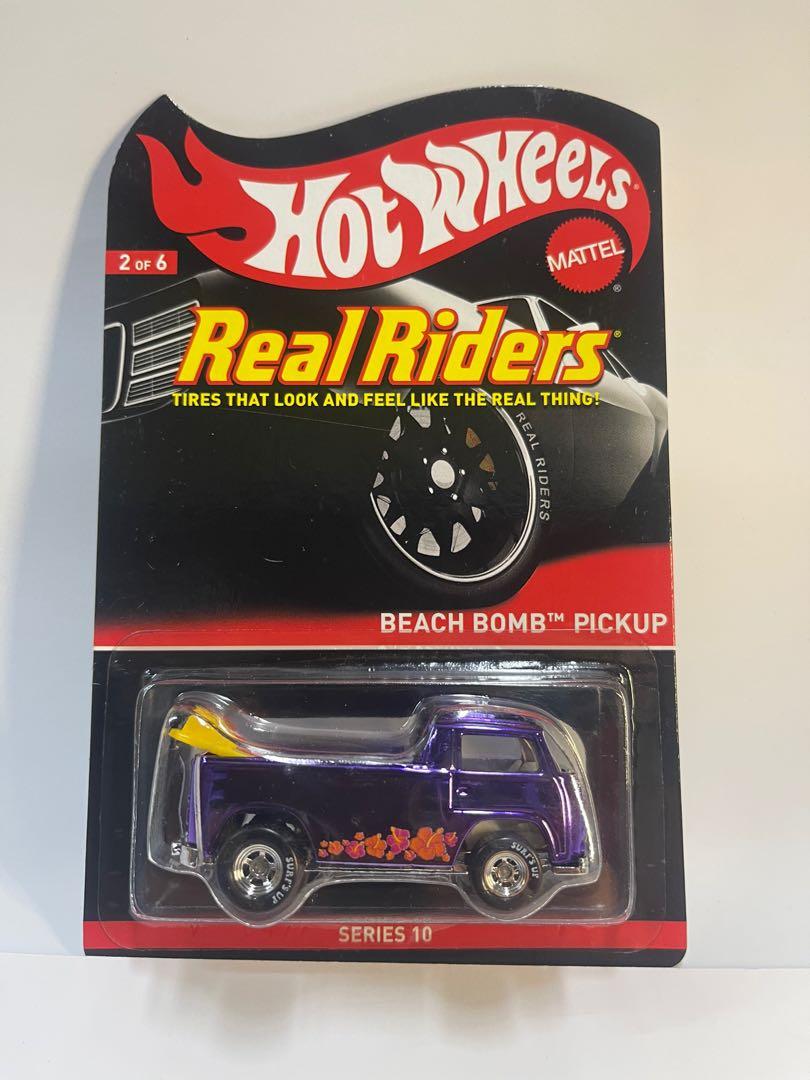 HOT WHEELS®
MATTEL®
2 OF 6
Real Riders®
TIRES THAT LOOK AND FEEL LIKE THE REAL THING!
REAL RIDERS
BEACH BOMB™ PICKUP
SURF'S UP
SURF'S UP
SERIES 10